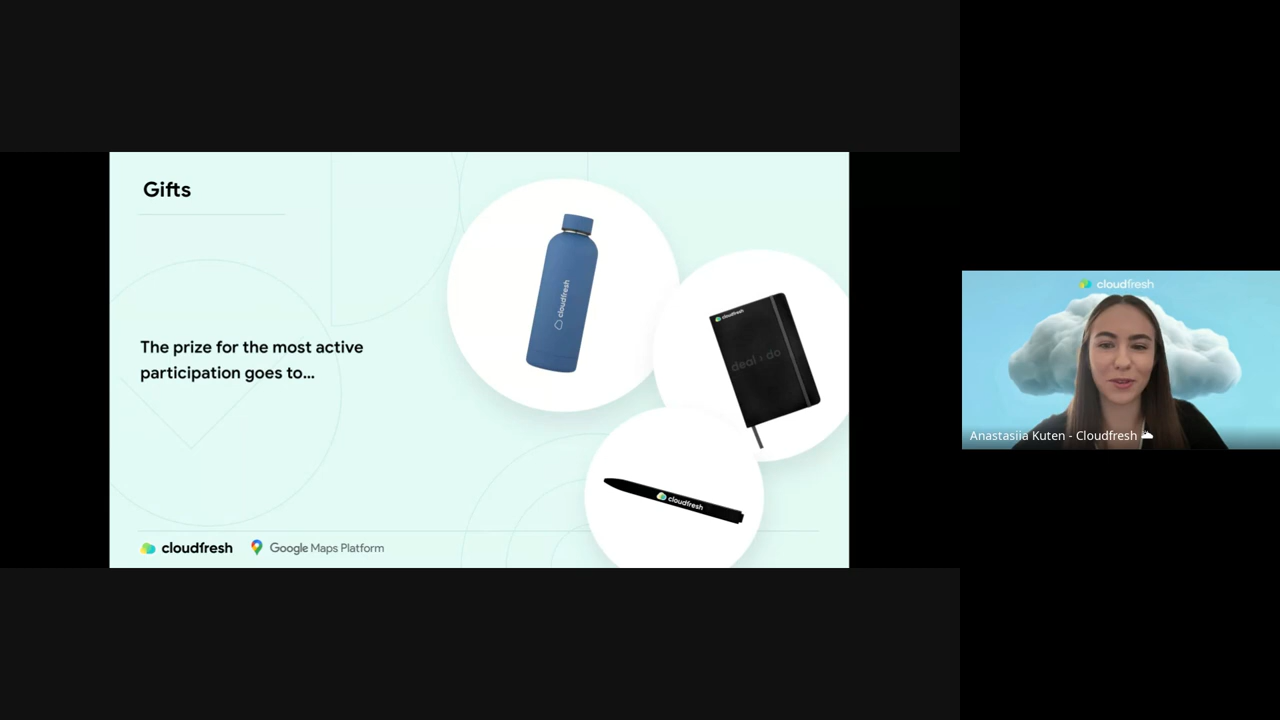 Gifts
The prize for the most active
participation goes to...
cloudfresh
cloudfresh
deal › do
cloudfresh
cloudfresh
Google Maps Platform
cloudfresh
Anastasiia Kuten - Cloudfresh